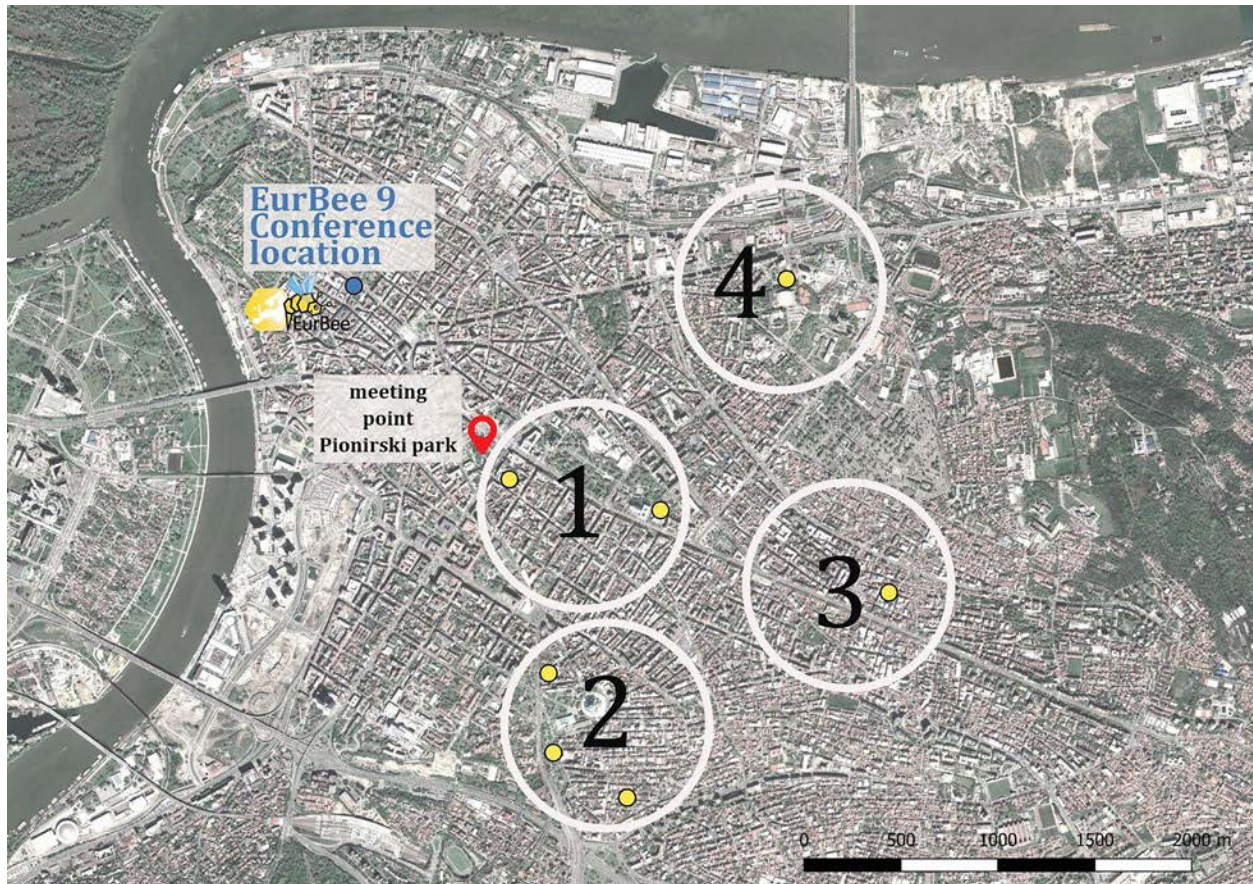 EurBee 9
Conference
location
EurBee
meeting
point
Pionirski park
4
1
3
2
0 500 1000 1500 2000 m